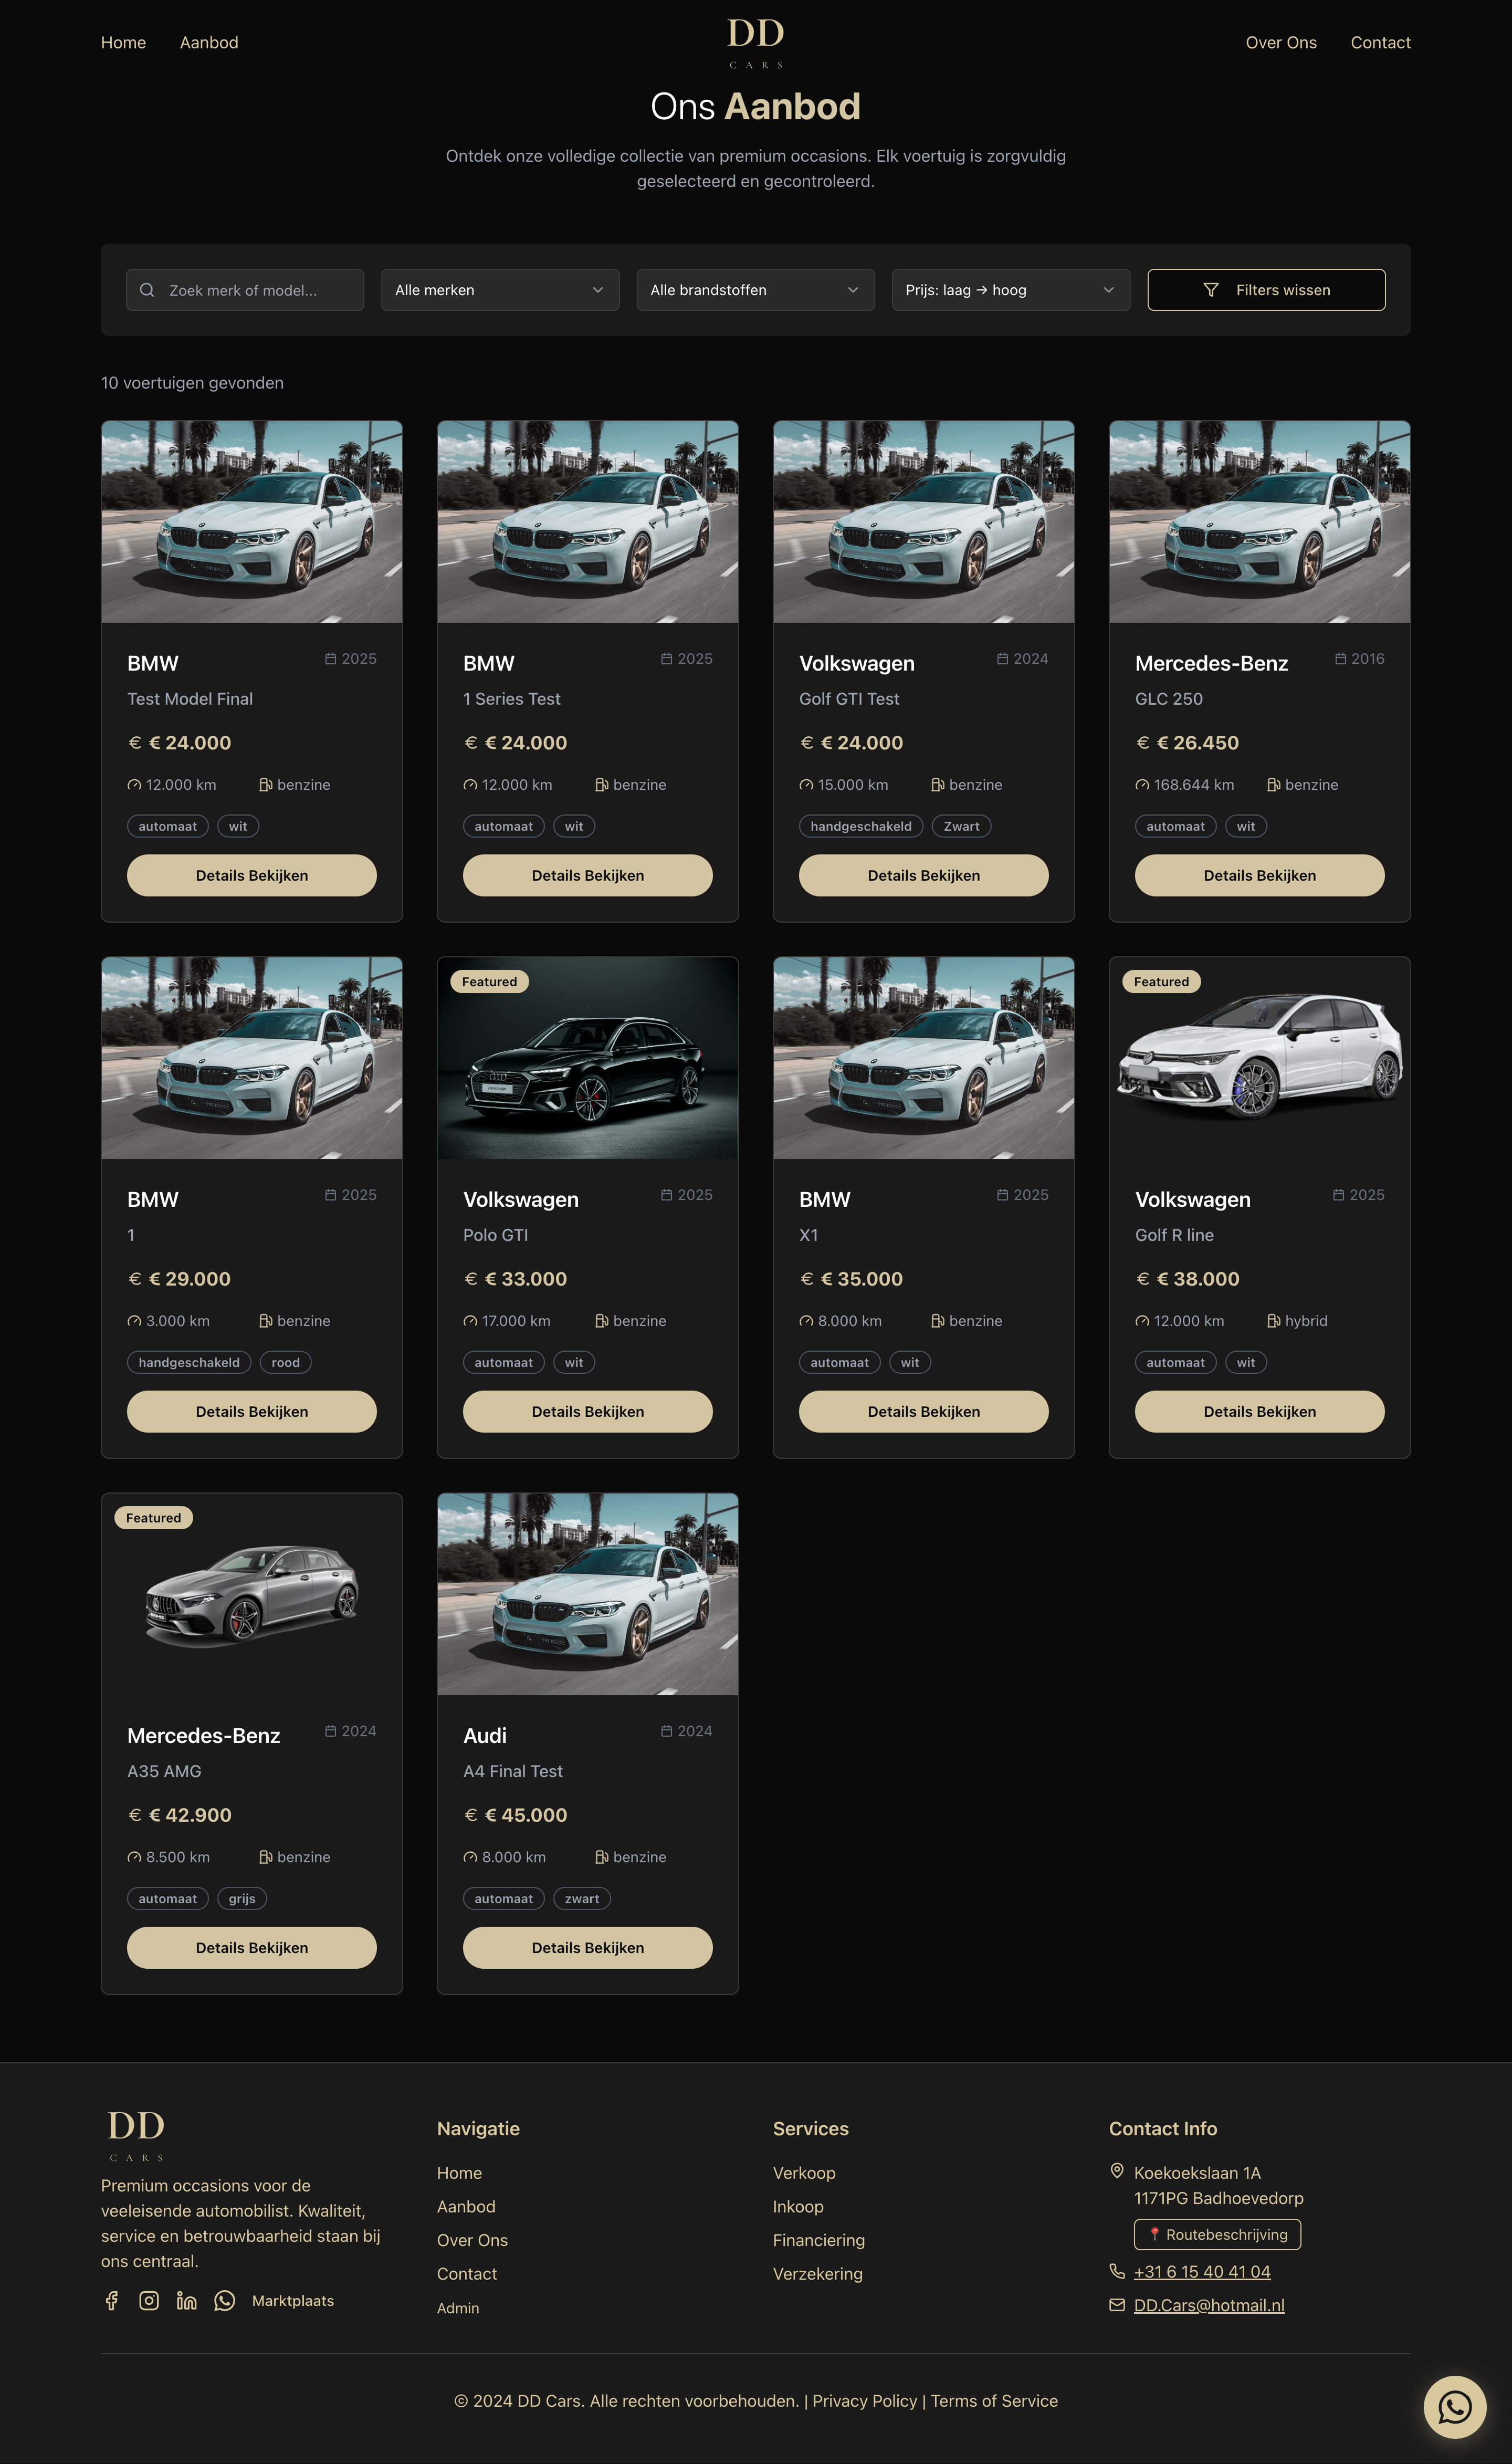 Home
Aanbod
DD
CARS
Over Ons
Contact
Ons Aanbod
Ontdek onze volledige collectie van premium occasions. Elk voertuig is zorgvuldig
geselecteerd en gecontroleerd.
Zoek merk of model...
Alle merken
Alle brandstoffen
Prijs: laag → hoog
Filters wissen
10 voertuigen gevonden
BMW
2025
Test Model Final
€ € 24.000
12.000 km
benzine
automaat
wit
Details Bekijken
BMW
2025
1 Series Test
€ € 24.000
12.000 km
benzine
automaat
wit
Details Bekijken
Volkswagen
2024
Golf GTI Test
€ € 24.000
15.000 km
benzine
handgeschakeld
Zwart
Details Bekijken
Mercedes-Benz
2016
GLC 250
€ € 26.450
168.644 km
benzine
automaat
wit
Details Bekijken
BMW
2025
1
€ € 29.000
3.000 km
benzine
handgeschakeld
rood
Details Bekijken
Featured
Volkswagen
2025
Polo GTI
€ € 33.000
17.000 km
benzine
automaat
wit
Details Bekijken
BMW
2025
X1
€ € 35.000
8.000 km
benzine
automaat
wit
Details Bekijken
Featured
Volkswagen
2025
Golf R line
€ € 38.000
12.000 km
hybrid
automaat
wit
Details Bekijken
Featured
Mercedes-Benz
2024
A35 AMG
€ € 42.900
8.500 km
benzine
automaat
grijs
Details Bekijken
Audi
2024
A4 Final Test
€ € 45.000
8.000 km
benzine
automaat
zwart
Details Bekijken
DD
CARS
Premium occasions voor de
veeleisende automobilist. Kwaliteit,
service en betrouwbaarheid staan bij
ons centraal.
Marktplaats
Navigatie
Home
Aanbod
Over Ons
Contact
Admin
Services
Verkoop
Inkoop
Financiering
Verzekering
Contact Info
Koekoekslaan 1A
1171PG Badhoevedorp
📍 Routebeschrijving
+31 6 15 40 41 04
DD.Cars@hotmail.nl
© 2024 DD Cars. Alle rechten voorbehouden. | Privacy Policy | Terms of Service